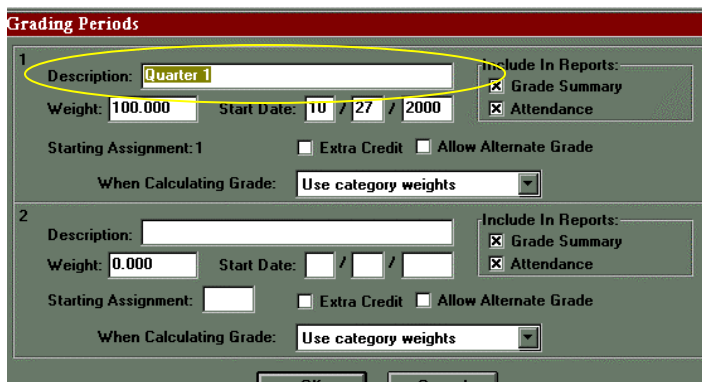 Grading Periods
1
Description: Quarter 1
Include In Reports:
Grade Summary
Weight: 100.000 Start Date: 10 / 27 / 2000
Attendance
Starting Assignment: 1 Extra Credit Allow Alternate Grade
When Calculating Grade: Use category weights
2
Description:
Include In Reports:
Grade Summary
Weight: 0.000 Start Date: / /
Attendance
Starting Assignment: Extra Credit Allow Alternate Grade
When Calculating Grade: Use category weights